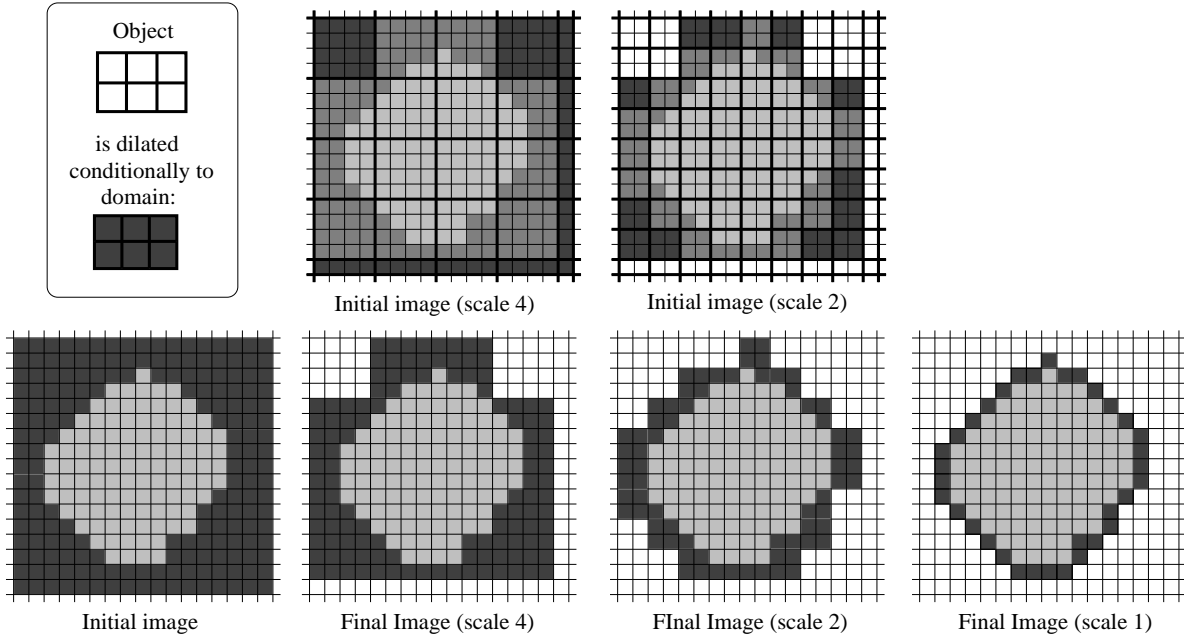 Object
is dilated
conditionally to
domain:
Initial image (scale 4)
Initial image (scale 2)
Initial image
Final Image (scale 4)
FInal Image (scale 2)
Final Image (scale 1)